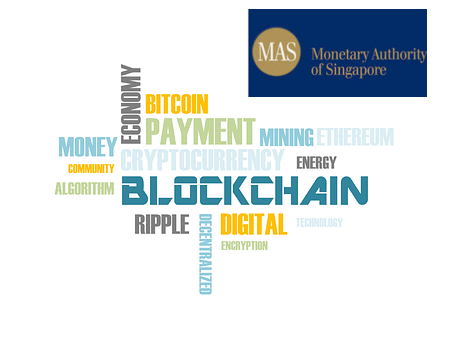 MAS
Monetary Authority
of Singapore
ECONOMY
BITCOIN
PAYMENT
MONEY
MINING
ETHEREUM
CRYPTOCURRENCY
ENERGY
COMMUNITY
ALGORITHM
BLOCKCHAIN
RIPPLE
DECENTRALIZED
DIGITAL
TECHNOLOGY
ENCRYPTION